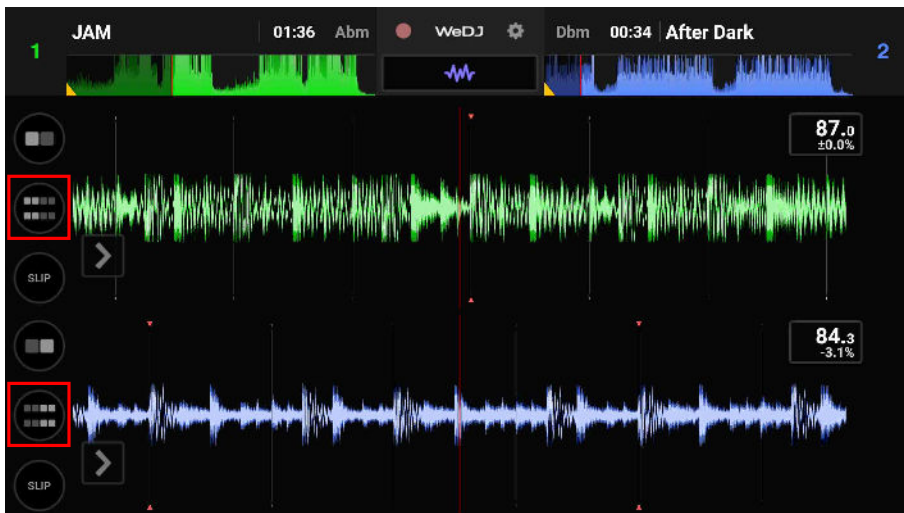 1
JAM
01:36 Abm
WeDJ
Dbm 00:34 After Dark
2
87.0
±0.0%
SLIP
84.3
-3.1%
SLIP